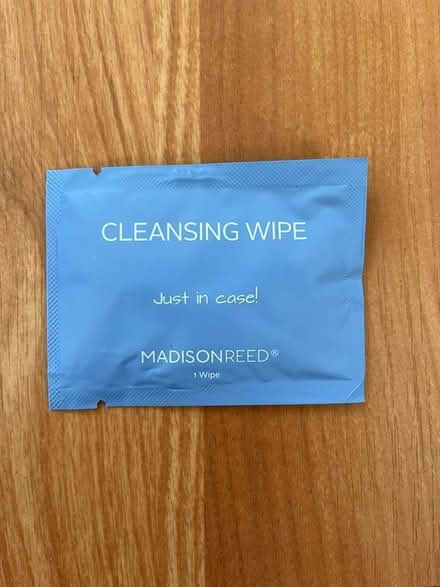 CLEANSING WIPE
Just in case!
MADISONREED®
1 Wipe